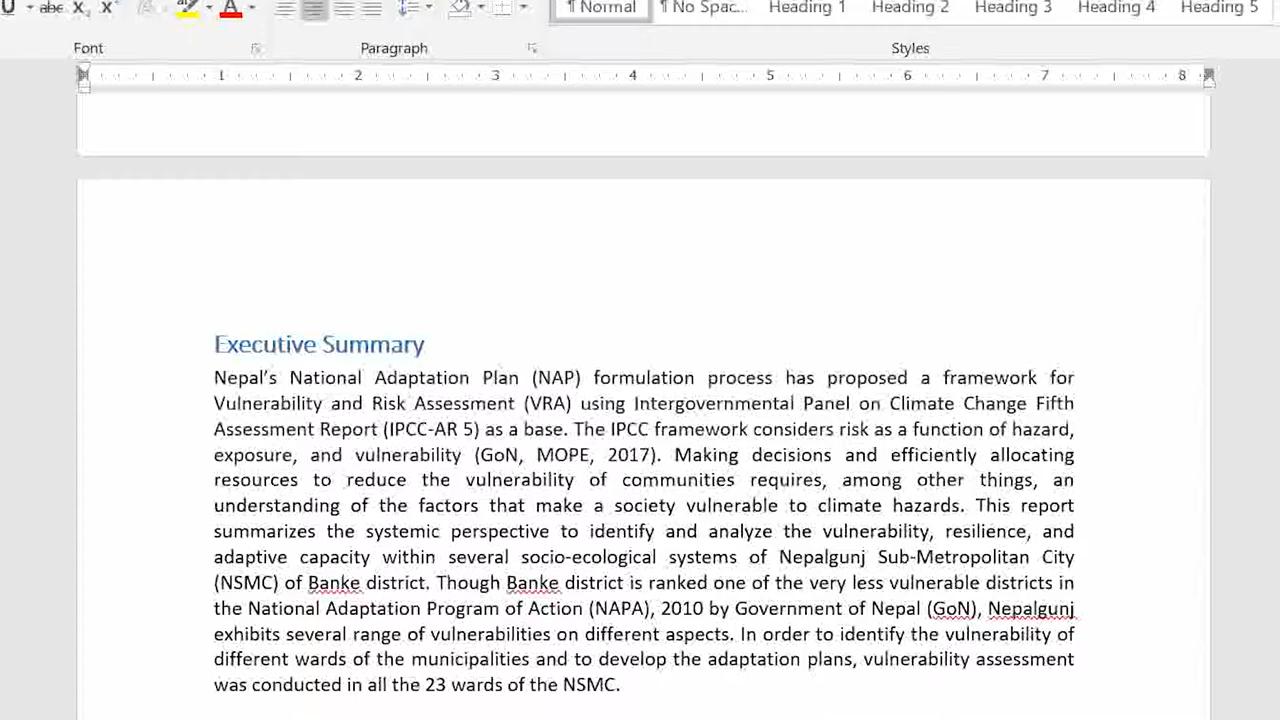 U abc X X A
¶ Normal ¶ No Spac... Heading 1 Heading 2 Heading 3 Heading 4 Heading 5
Font Paragraph Styles
1 2 3 4 5 6 7 8
Executive Summary
Nepal’s National Adaptation Plan (NAP) formulation process has proposed a framework for
Vulnerability and Risk Assessment (VRA) using Intergovernmental Panel on Climate Change Fifth
Assessment Report (IPCC-AR 5) as a base. The IPCC framework considers risk as a function of hazard,
exposure, and vulnerability (GoN, MOPE, 2017). Making decisions and efficiently allocating
resources to reduce the vulnerability of communities requires, among other things, an
understanding of the factors that make a society vulnerable to climate hazards. This report
summarizes the systemic perspective to identify and analyze the vulnerability, resilience, and
adaptive capacity within several socio-ecological systems of Nepalgunj Sub-Metropolitan City
(NSMC) of Banke district. Though Banke district is ranked one of the very less vulnerable districts in
the National Adaptation Program of Action (NAPA), 2010 by Government of Nepal (GoN), Nepalgunj
exhibits several range of vulnerabilities on different aspects. In order to identify the vulnerability of
different wards of the municipalities and to develop the adaptation plans, vulnerability assessment
was conducted in all the 23 wards of the NSMC.